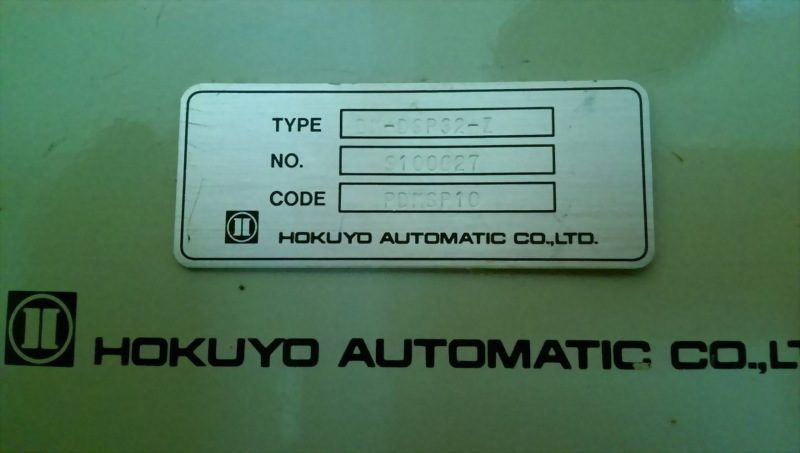 TYPE
NO.
CODE
HOKUYO AUTOMATIC CO.,LTD.
HOKUYO AUTOMATIC CO.,LT